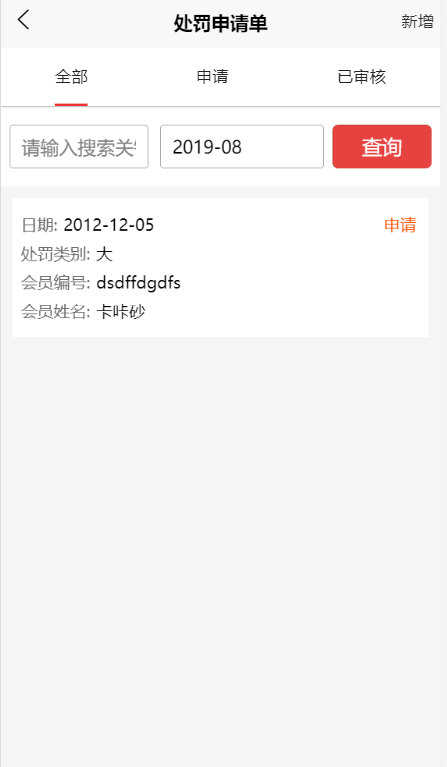 处罚申请单 新增
全部 申请 已审核
请输入搜索关 2019-08 查询
日期: 2012-12-05 申请
处罚类别: 大
会员编号: dsdffdgdfs
会员姓名: 卡咔砂